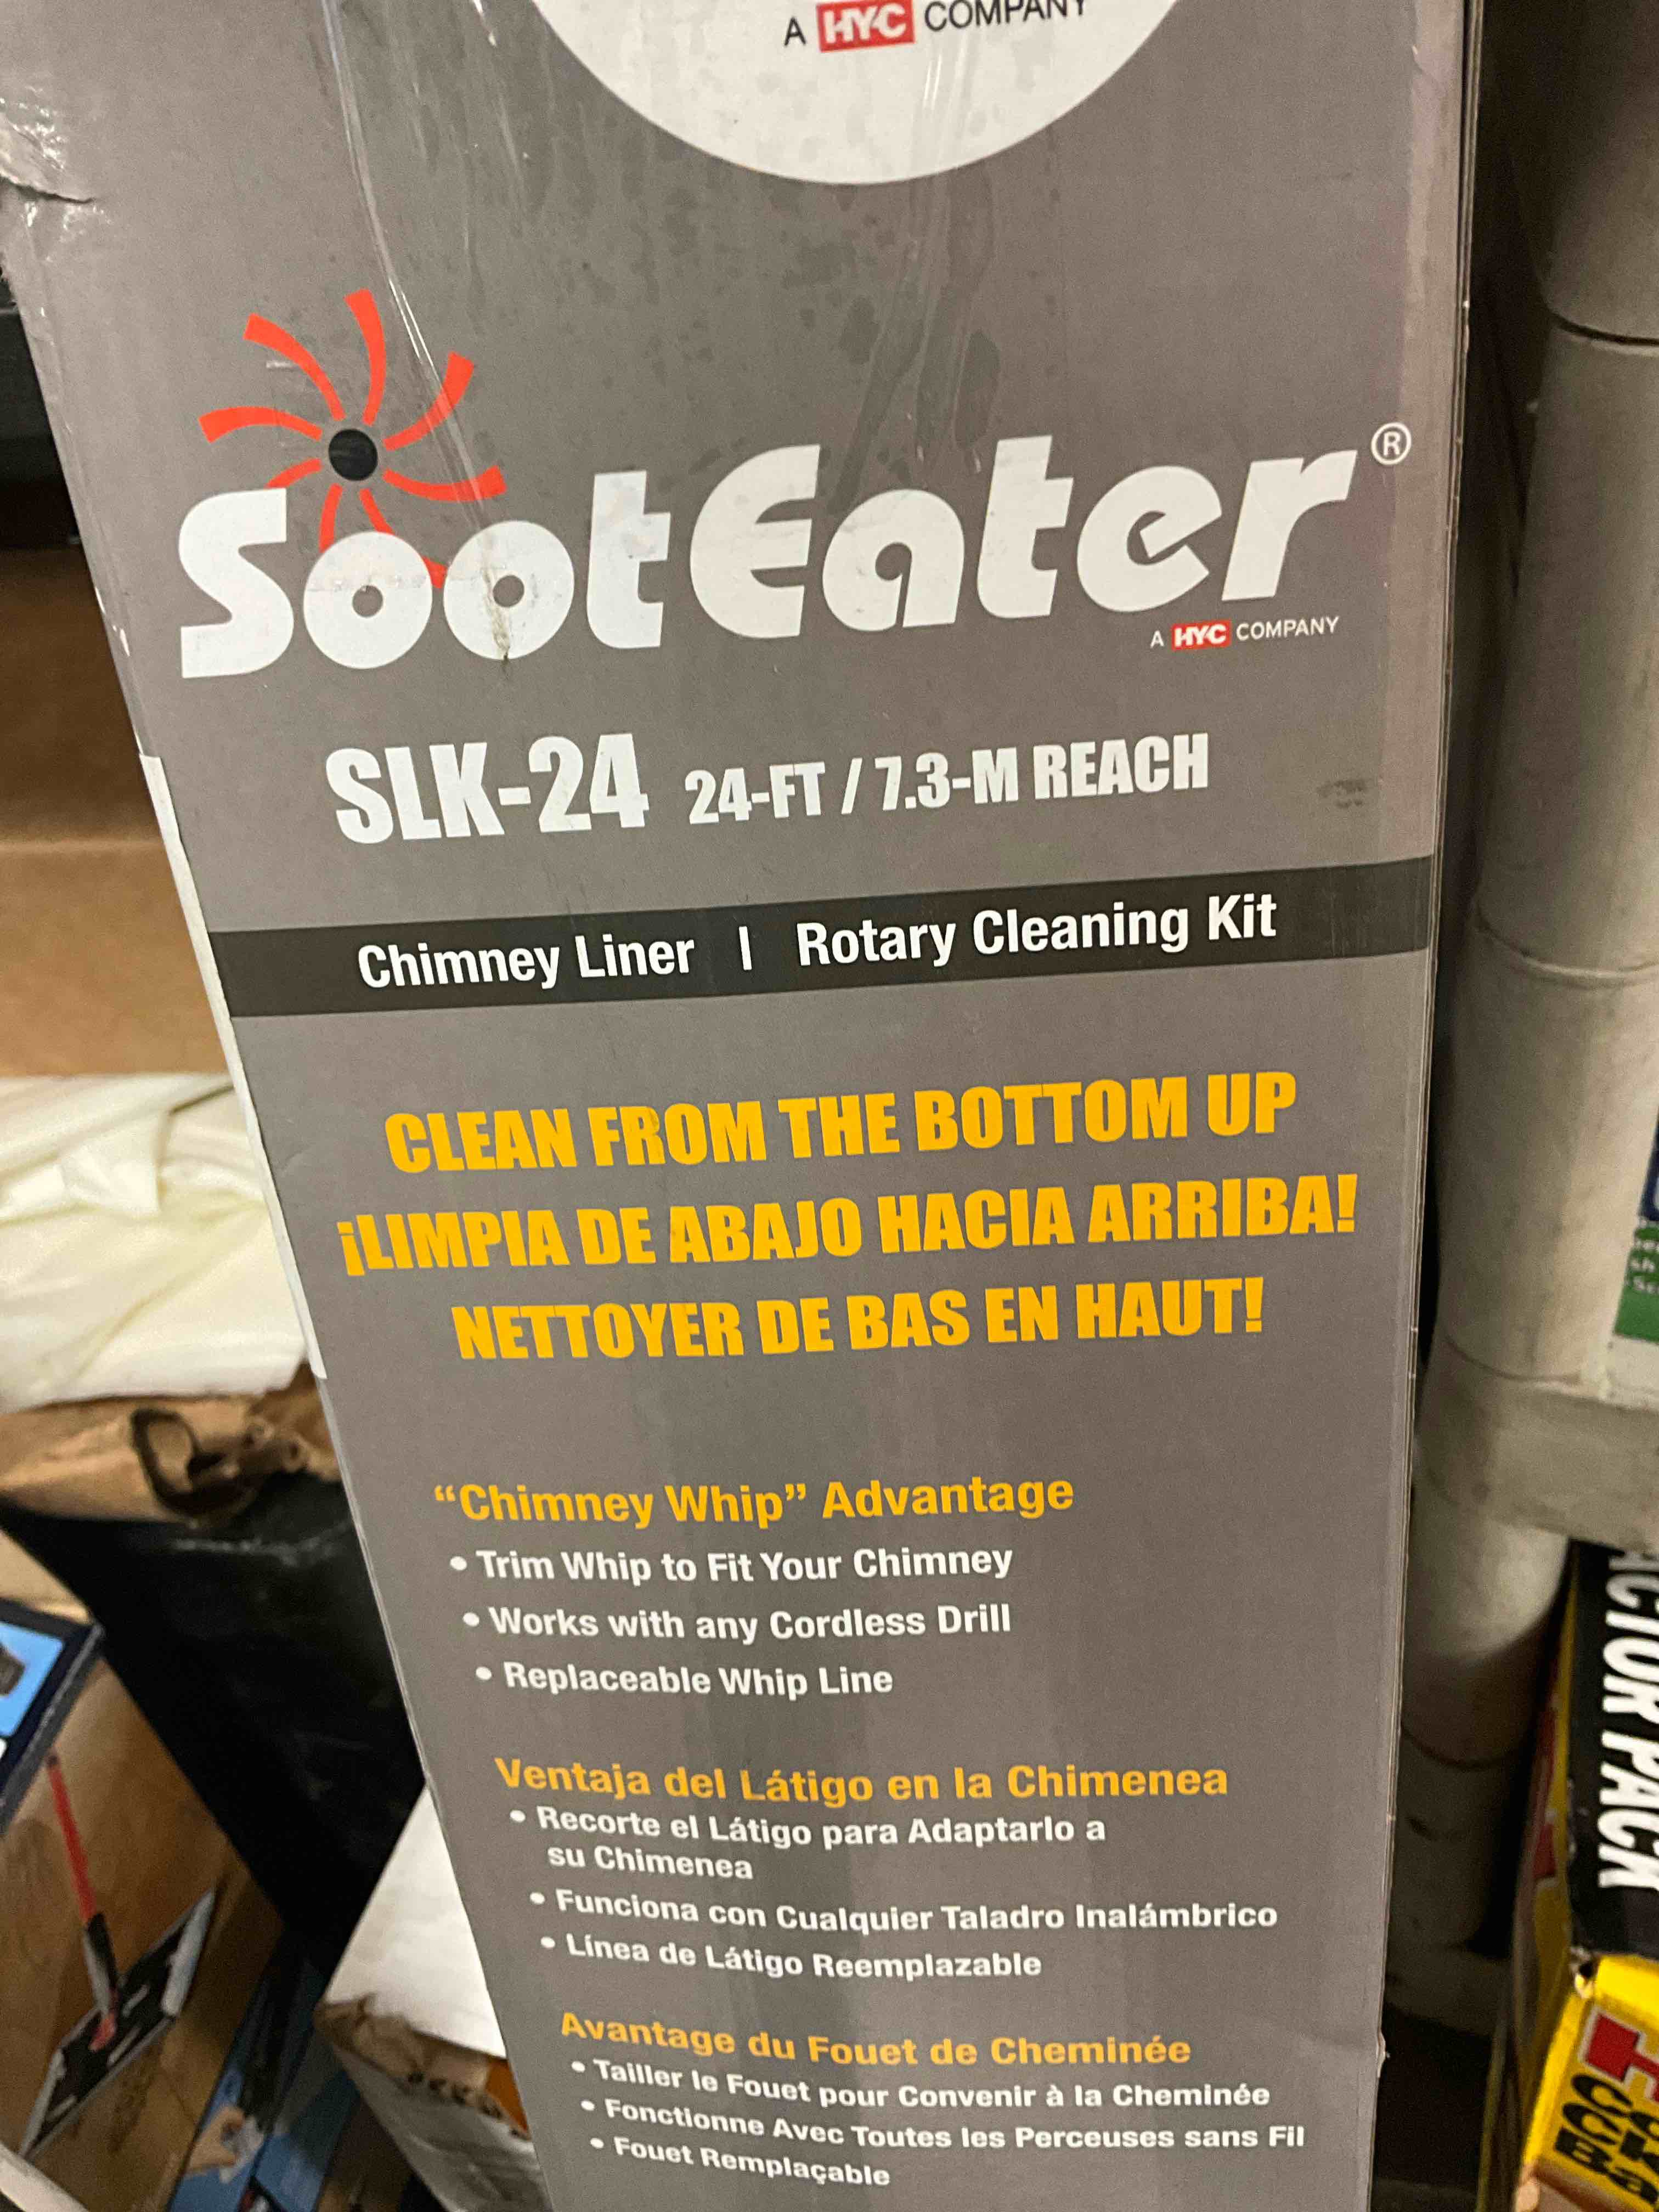 A HYC COMPANY
SootEater®
A HYC COMPANY
SLK-24 24-FT / 7.3-M REACH
Chimney Liner | Rotary Cleaning Kit
CLEAN FROM THE BOTTOM UP
¡LIMPIA DE ABAJO HACIA ARRIBA!
NETTOYER DE BAS EN HAUT!
“Chimney Whip” Advantage
• Trim Whip to Fit Your Chimney
• Works with any Cordless Drill
• Replaceable Whip Line
Ventaja del Látigo en la Chimenea
• Recorte el Látigo para Adaptarlo a
su Chimenea
• Funciona con Cualquier Taladro Inalámbrico
• Línea de Látigo Reemplazable
Avantage du Fouet de Cheminée
• Tailler le Fouet pour Convenir à la Cheminée
• Fonctionne Avec Toutes les Perceuses sans Fil
• Fouet Remplaçable
PACK